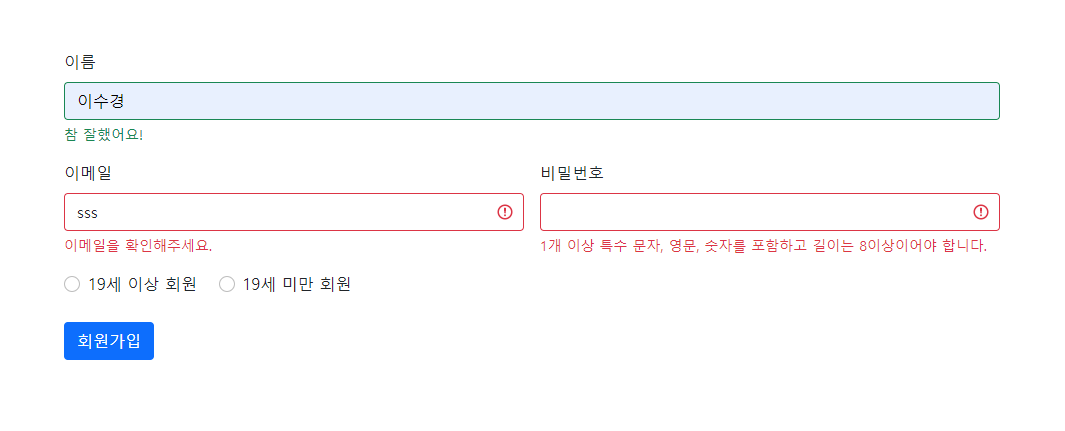 이름
이수경
참 잘했어요!
이메일 비밀번호
sss
이메일을 확인해주세요. 1개 이상 특수 문자, 영문, 숫자를 포함하고 길이는 8이상이어야 합니다.
19세 이상 회원 19세 미만 회원
회원가입